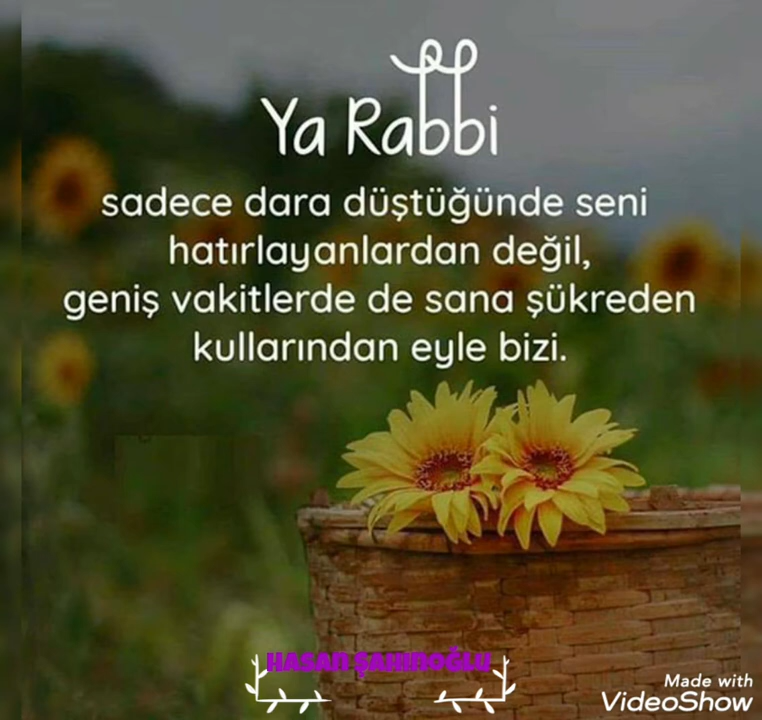 Ya Rabbi
sadece dara düştüğünde seni
hatırlayanlardan değil,
geniş vakitlerde de sana şükreden
kullarından eyle bizi.
HASAN ŞAHINOĞLU
Made with
VideoShow